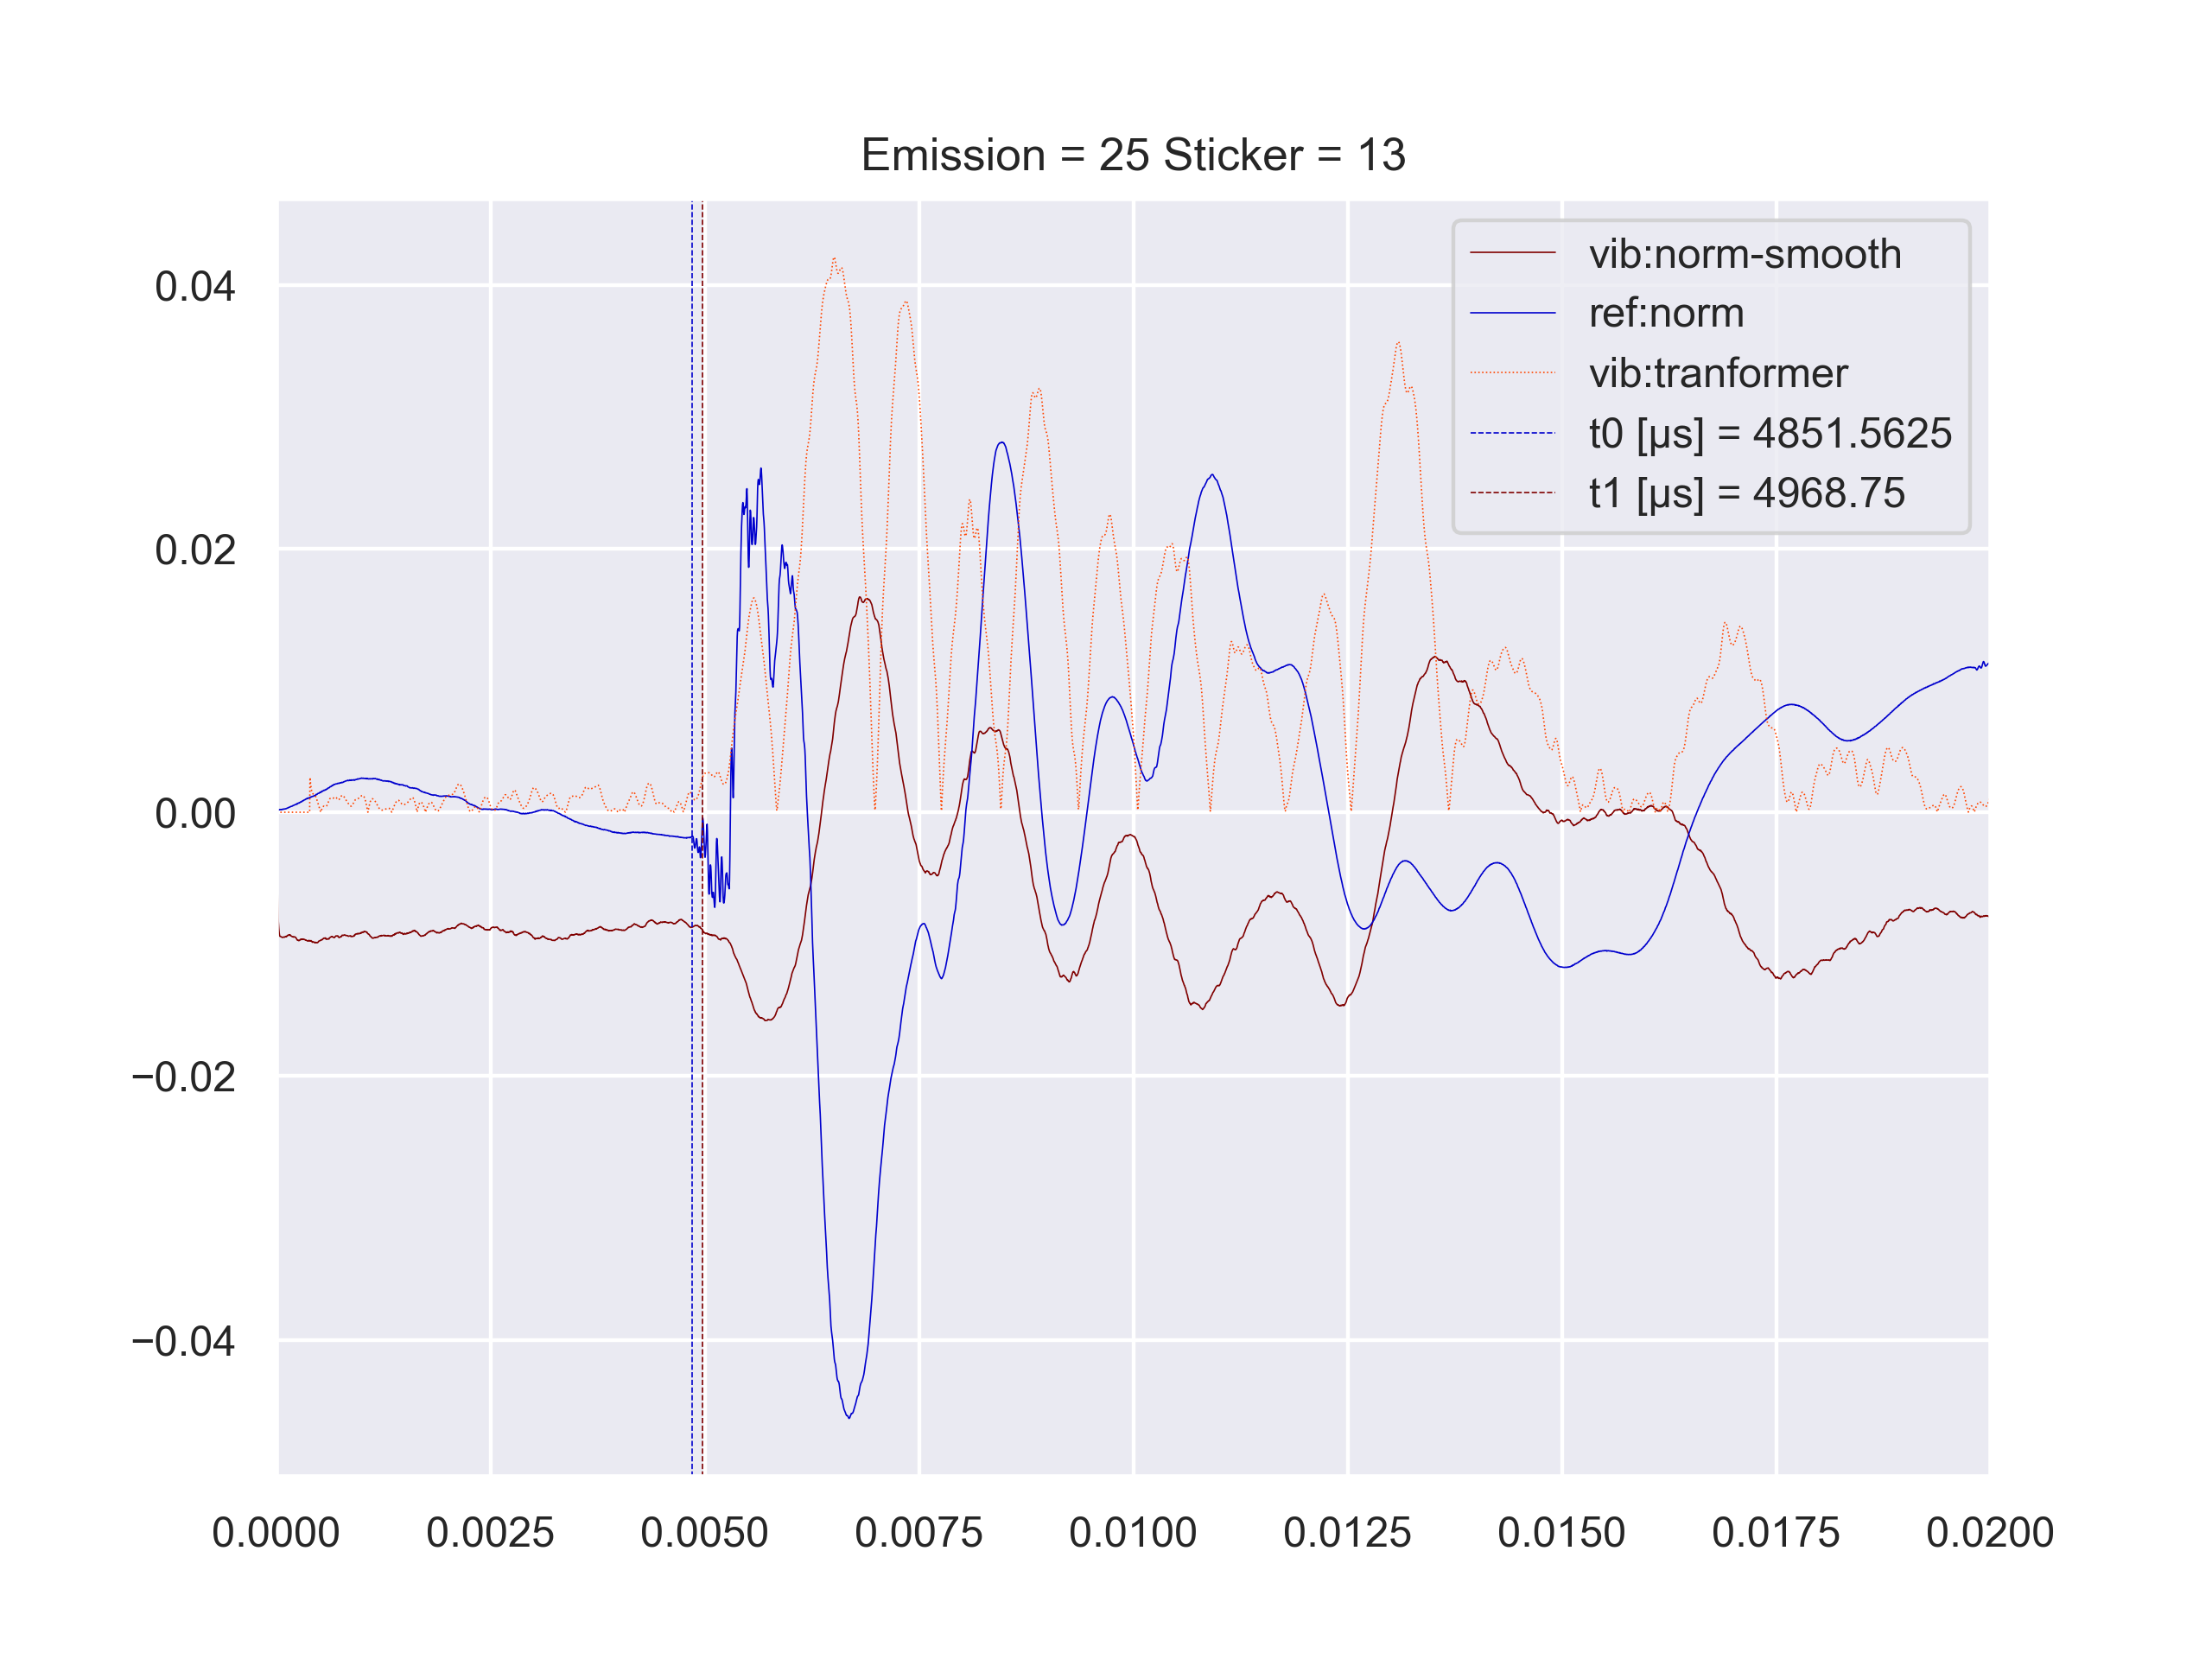 Emission = 25 Sticker = 13
vib:norm-smooth
ref:norm
vib:tranformer
t0 [µs] = 4851.5625
t1 [µs] = 4968.75
0.04
0.02
0.00
−0.02
−0.04
0.0000 0.0025 0.0050 0.0075 0.0100 0.0125 0.0150 0.0175 0.0200